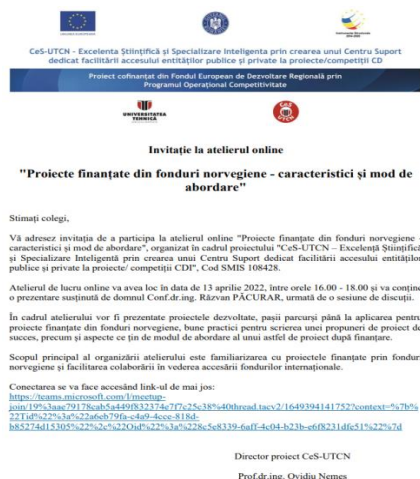 CeS-UTCN - Excelenta Științifică și Specializare Inteligenta prin crearea unui Centru Suport
dedicat facilitării accesului entităților publice și private la proiecte/competiții CD
Proiect cofinanțat din Fondul European de Dezvoltare Regională prin
Programul Operațional Competitivitate
UNIVERSITATEA
TEHNICĂ
CeS
UTCN
Invitație la atelierul online
"Proiecte finanțate din fonduri norvegiene - caracteristici și mod de
abordare"
Stimați colegi,
Vă adresez invitația de a participa la atelierul online "Proiecte finanțate din fonduri norvegiene -
caracteristici și mod de abordare", organizat în cadrul proiectului "CeS-UTCN – Excelență Științifică
și Specializare Inteligentă prin crearea unui Centru Suport dedicat facilitării accesului entităților
publice și private la proiecte/ competiții CDI", Cod SMIS 108428.
Atelierul de lucru online va avea loc în data de 13 aprilie 2022, între orele 16.00 - 18.00 și va conține
o prezentare susținută de domnul Conf.dr.ing. Răzvan PĂCURAR, urmată de o sesiune de discuții.
În cadrul atelierului vor fi prezentate proiectele dezvoltate, pașii parcurși până la aplicarea pentru
proiecte finanțate din fonduri norvegiene, bune practici pentru scrierea unei propuneri de proiect de
succes, precum și aspecte ce țin de modul de abordare al unui astfel de proiect după finanțare.
Scopul principal al organizării atelierului este familiarizarea cu proiectele finanțate prin fonduri
norvegiene și facilitarea colaborării în vederea accesării fondurilor internaționale.
Conectarea se va face accesând link-ul de mai jos:
https://teams.microsoft.com/l/meetup-
join/19%3aae79178cab5a449f832374e7f7c25c38%40thread.tacv2/1649394141752?context=%7b%
22Tid%22%3a%22a6eb79fa-c4a9-4cce-818d-
b85274d15305%22%2c%22Oid%22%3a%228c5e8339-6aff-4c04-b23b-e6f8231dfe51%22%7d
Director proiect CeS-UTCN
Prof.dr.ing. Ovidiu Nemes